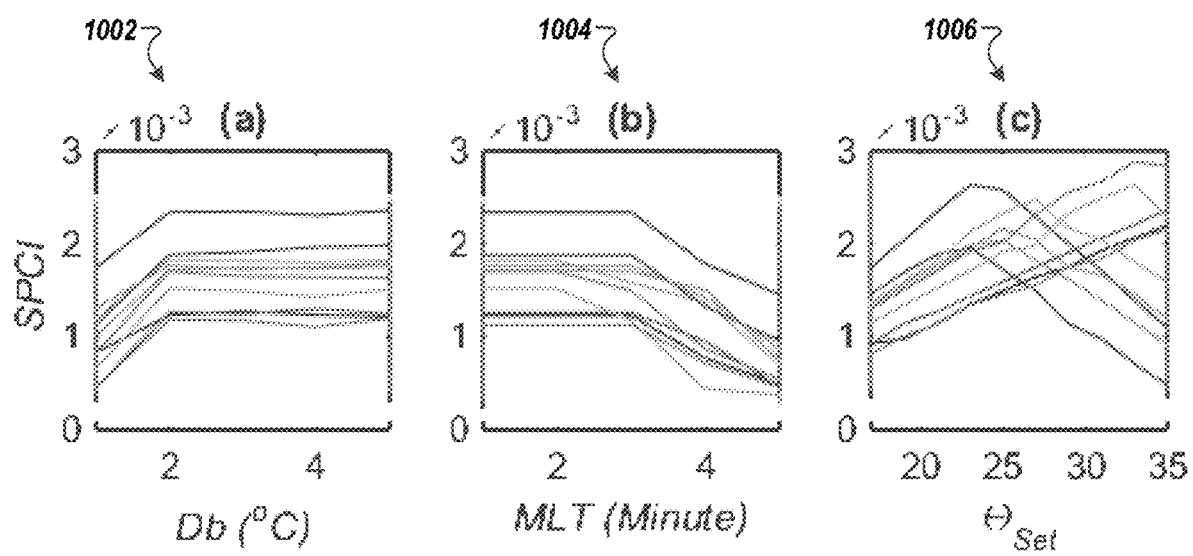 1002 1004 1006
× 10⁻³ (a) × 10⁻³ (b) × 10⁻³ (c)
3 3 3
2 2 2
1 1 1
0 0 0
SPCI
2 4 2 4 20 25 30 35
Db (°C) MLT (Minute) Θ Set